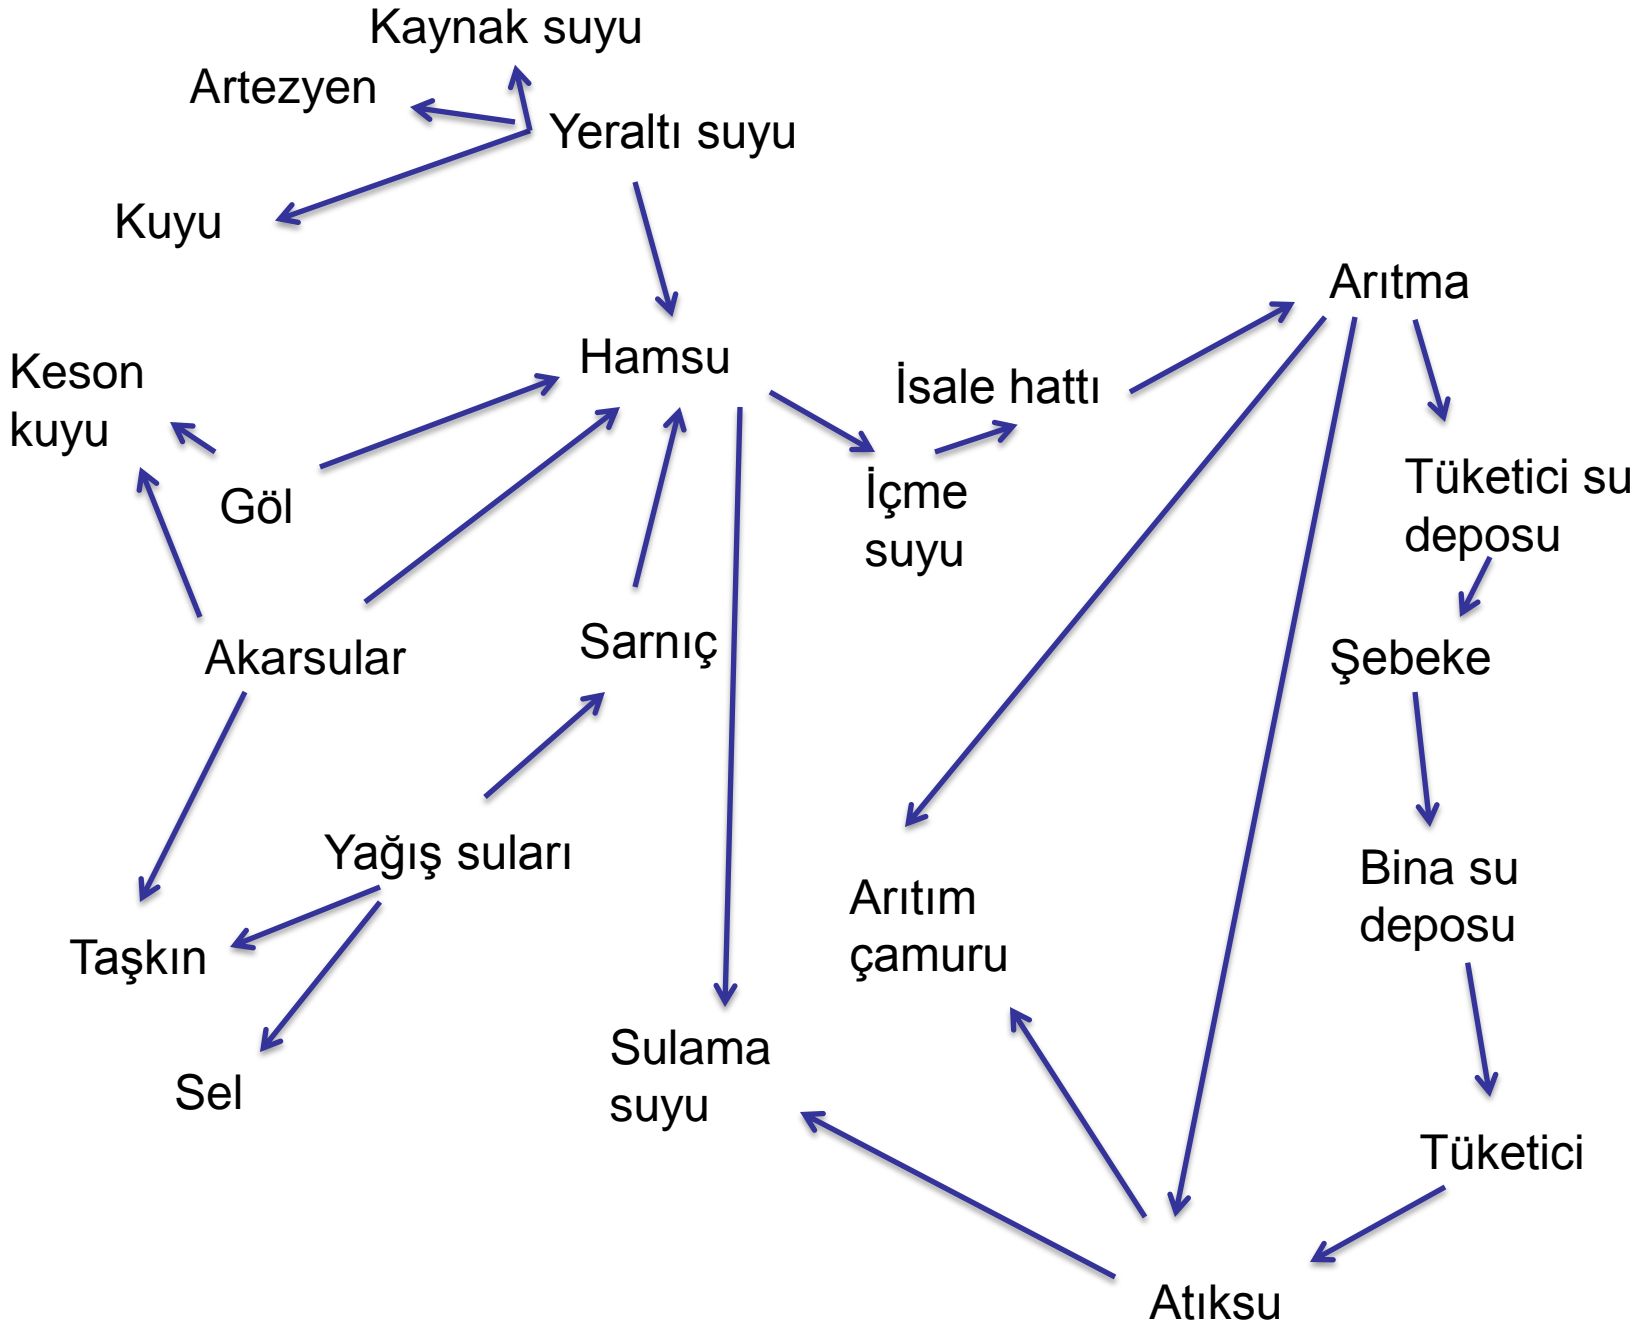 Kaynak suyu
Artezyen
Yeraltı suyu
Kuyu
Arıtma
Hamsu
Keson
kuyu
İsale hattı
Göl
İçme
suyu
Tüketici su
deposu
Akarsular
Sarnıç
Şebeke
Yağış suları
Bina su
deposu
Arıtım
çamuru
Taşkın
Sulama
suyu
Sel
Tüketici
Atıksu